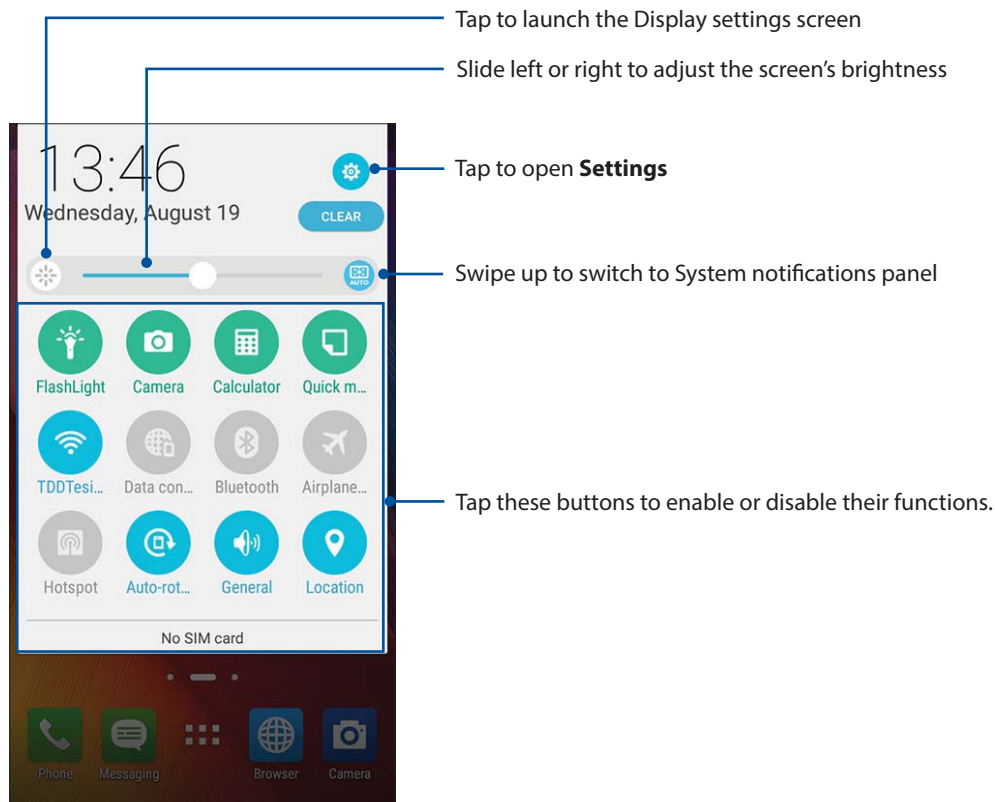 Tap to launch the Display settings screen
Slide left or right to adjust the screen's brightness
13:46
Tap to open Settings
Wednesday, August 19
CLEAR
AUTO
Swipe up to switch to System notifications panel
FlashLight Camera Calculator Quick m...
TDDTesi... Data con... Bluetooth Airplane...
Tap these buttons to enable or disable their functions.
Hotspot Auto-rot... General Location
No SIM card
Phone Messaging Browser Camera